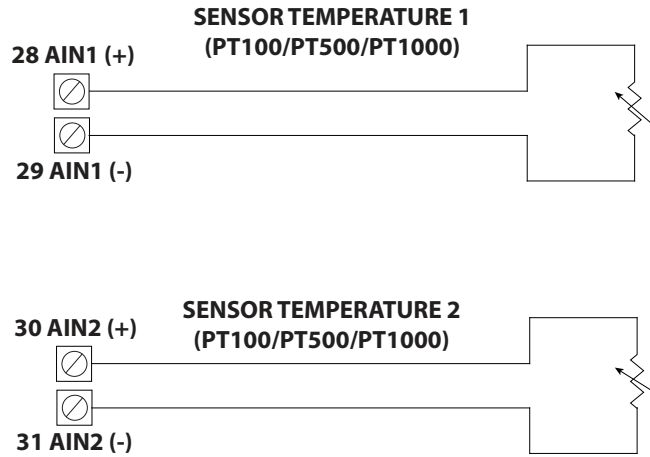 SENSOR TEMPERATURE 1
(PT100/PT500/PT1000)
28 AIN1 (+)
29 AIN1 (-)
SENSOR TEMPERATURE 2
(PT100/PT500/PT1000)
30 AIN2 (+)
31 AIN2 (-)